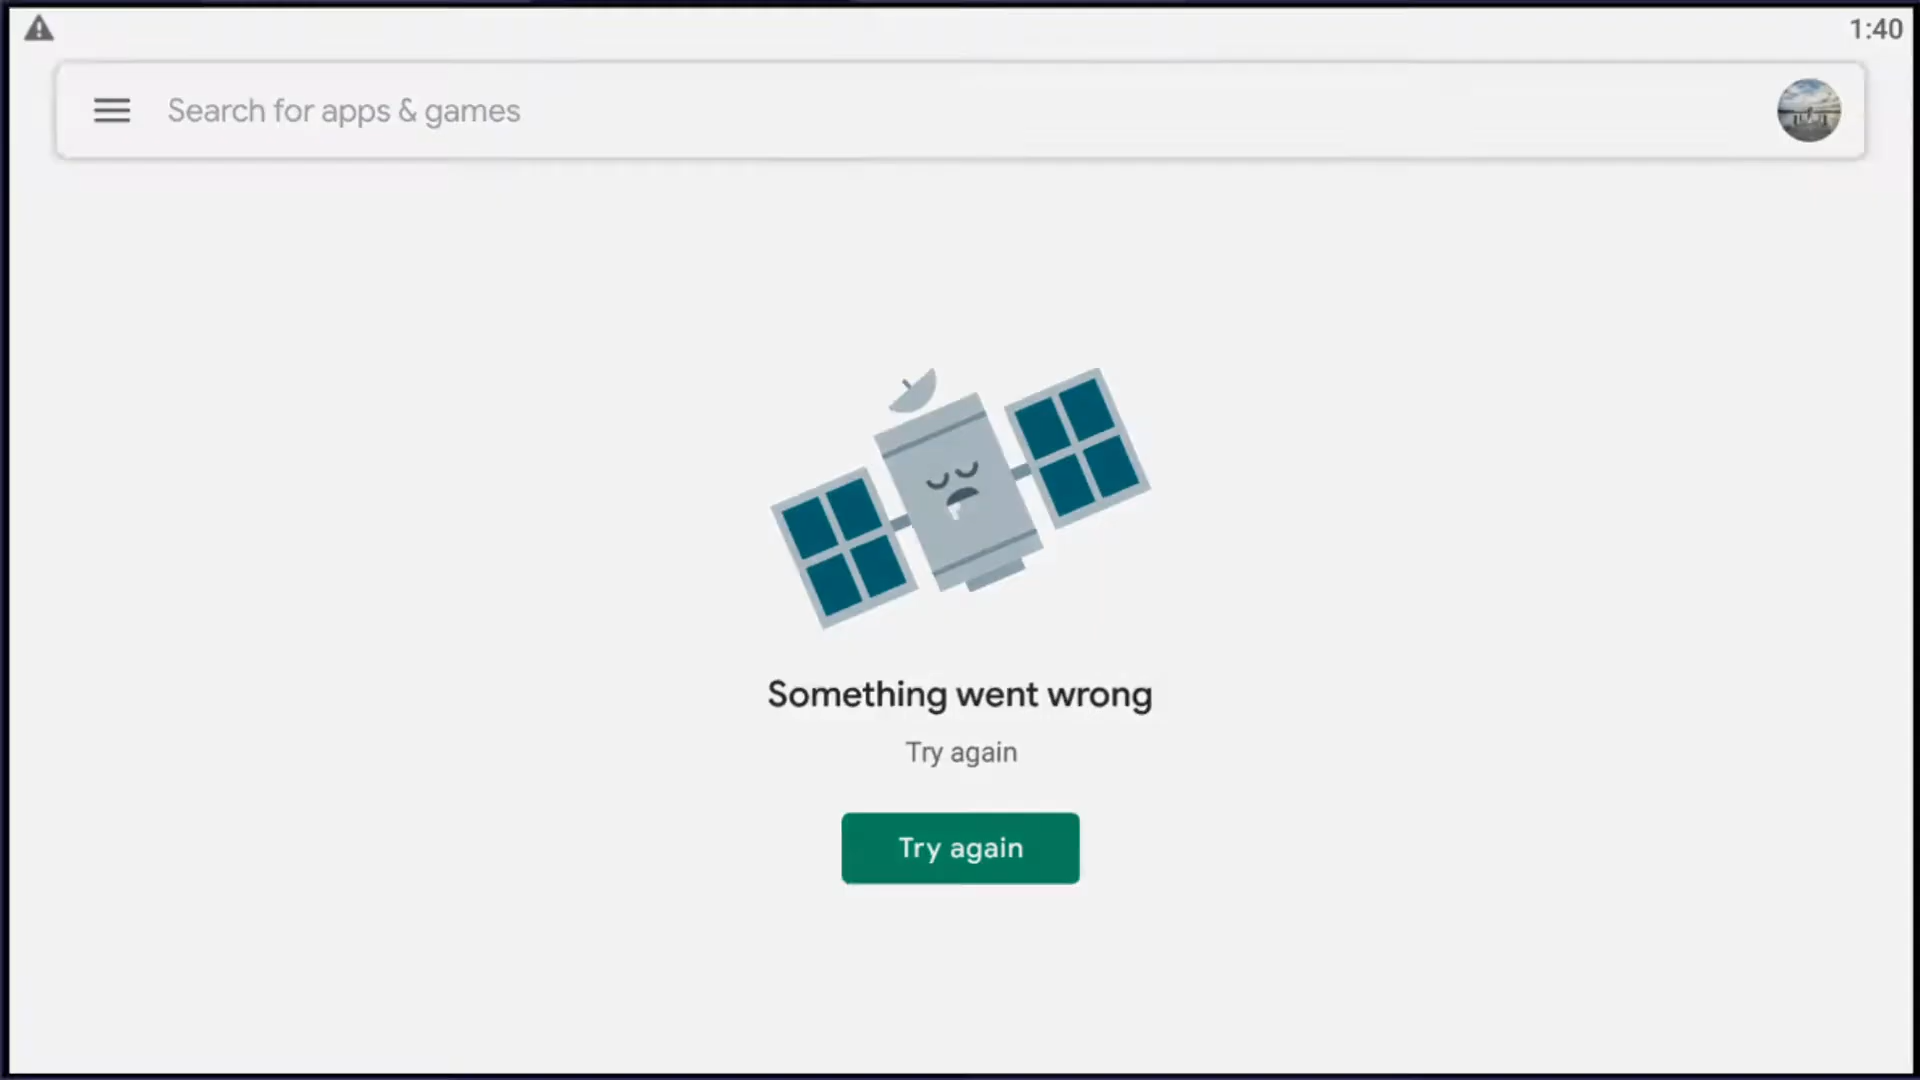 1:40
Search for apps & games
Something went wrong
Try again
Try again